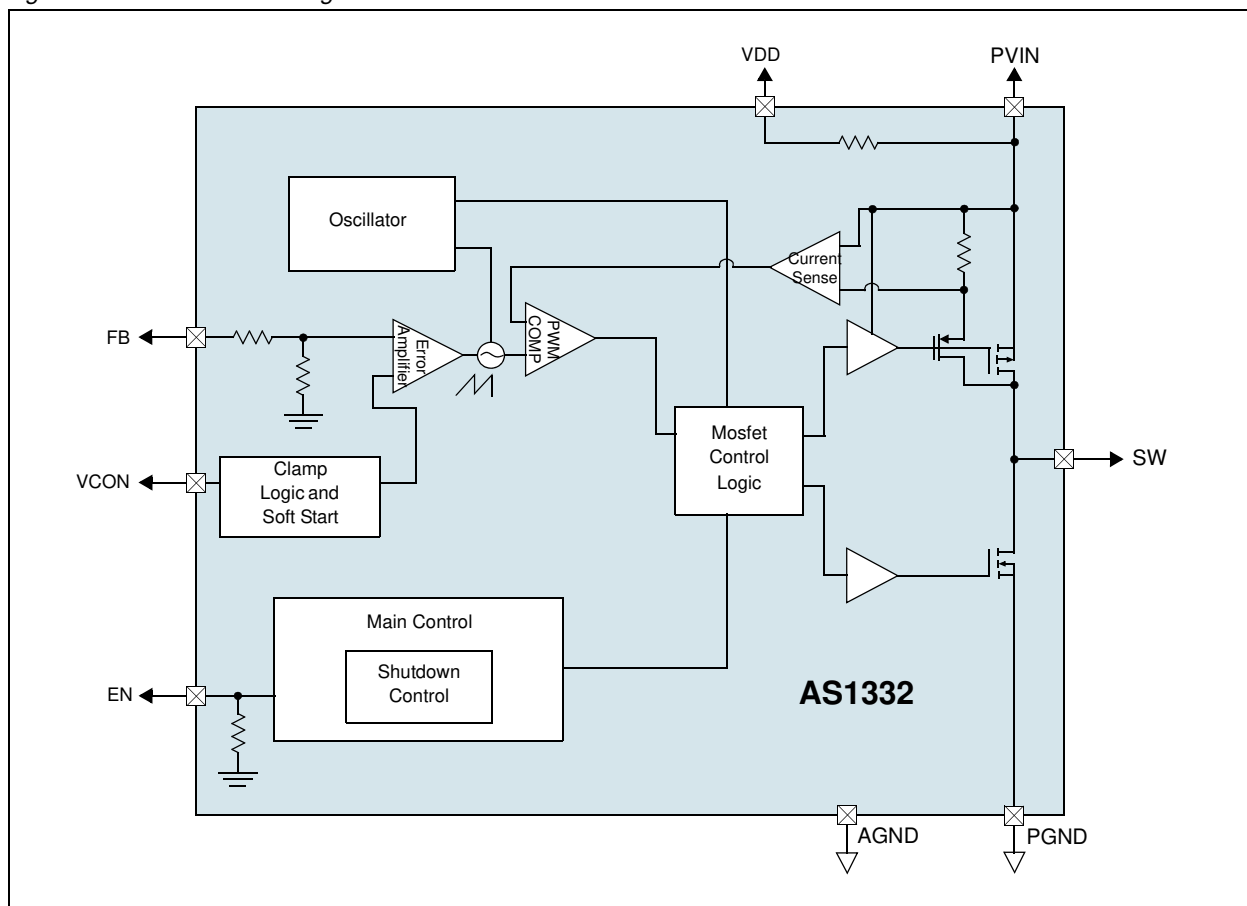 VDD
PVIN
Oscillator
Current
Sense
FB
Error
Amplifier
PWM
COMP
Mosfet
Control
Logic
VCON
Clamp
Logic and
Soft Start
SW
Main Control
Shutdown
Control
EN
AS1332
AGND
PGND